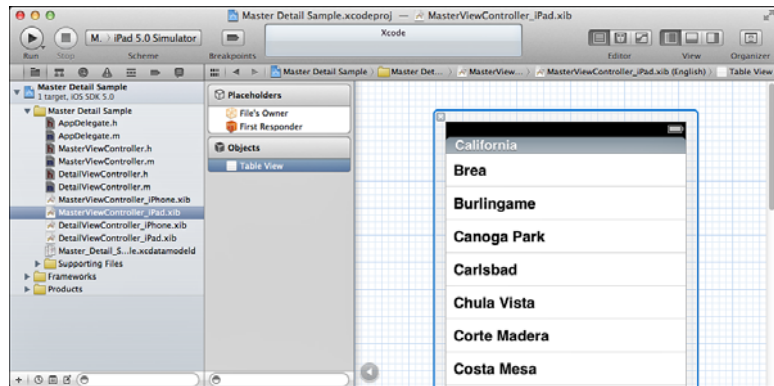 Master Detail Sample.xcodeproj — MasterViewController_iPad.xib
M... iPad 5.0 Simulator
Xcode
Run Stop Scheme Breakpoints Editor View Organizer
Master Detail Sample Master Det... MasterView... MasterViewController_iPad.xib (English) Table View
Master Detail Sample
1 target, iOS SDK 5.0
Master Detail Sample
AppDelegate.h
AppDelegate.m
MasterViewController.h
MasterViewController.m
DetailViewController.h
DetailViewController.m
MasterViewController_iPhone.xib
MasterViewController_iPad.xib
DetailViewController_iPhone.xib
DetailViewController_iPad.xib
Master_Detail_S...le.xcdatamodeld
Supporting Files
Frameworks
Products
Placeholders
File's Owner
First Responder
Objects
Table View
California
Brea
Burlingame
Canoga Park
Carlsbad
Chula Vista
Corte Madera
Costa Mesa